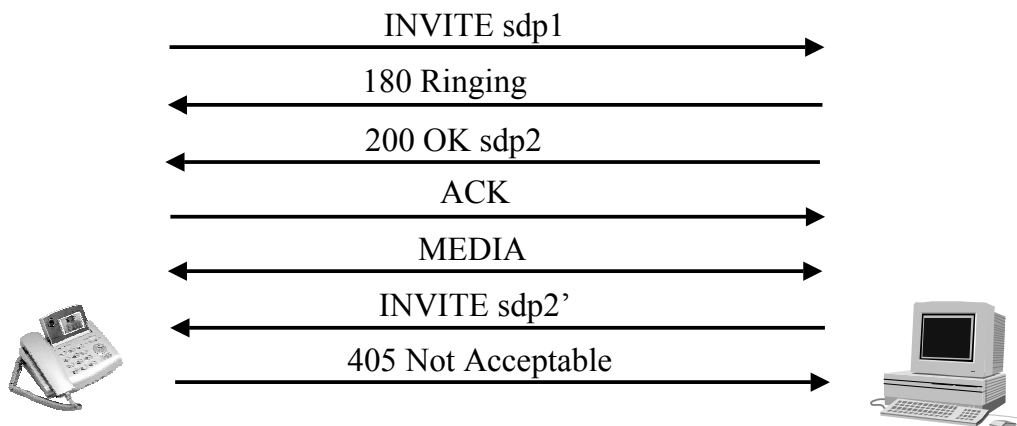 INVITE sdp1
180 Ringing
200 OK sdp2
ACK
MEDIA
INVITE sdp2’
405 Not Acceptable